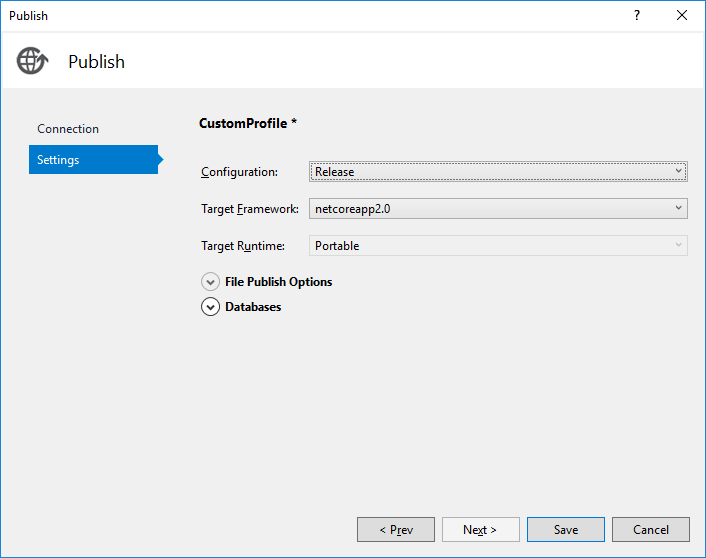 Publish
?
Publish
Connection
Settings
CustomProfile *
Configuration: Release
Target Framework: netcoreapp2.0
Target Runtime: Portable
File Publish Options
Databases
< Prev Next > Save Cancel